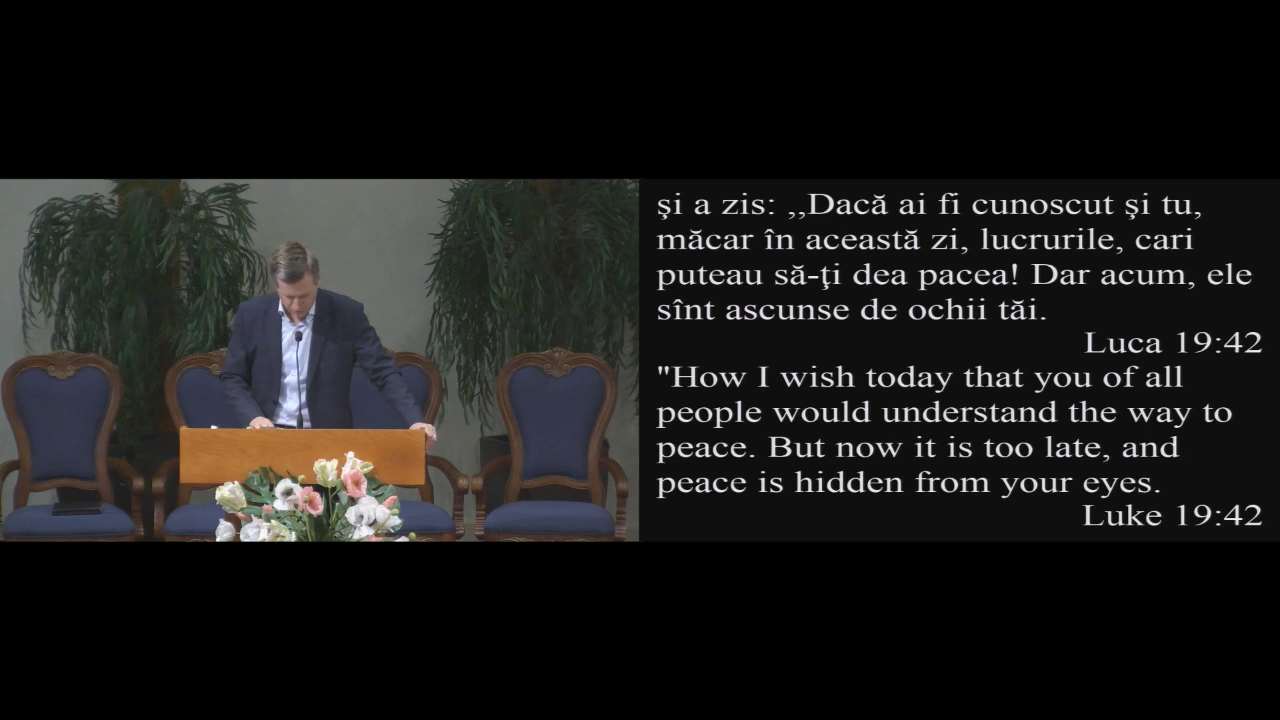 şi a zis: ,,Dacă ai fi cunoscut şi tu,
măcar în această zi, lucrurile, cari
puteau să-ţi dea pacea! Dar acum, ele
sînt ascunse de ochii tăi.
Luca 19:42
"How I wish today that you of all
people would understand the way to
peace. But now it is too late, and
peace is hidden from your eyes.
Luke 19:42